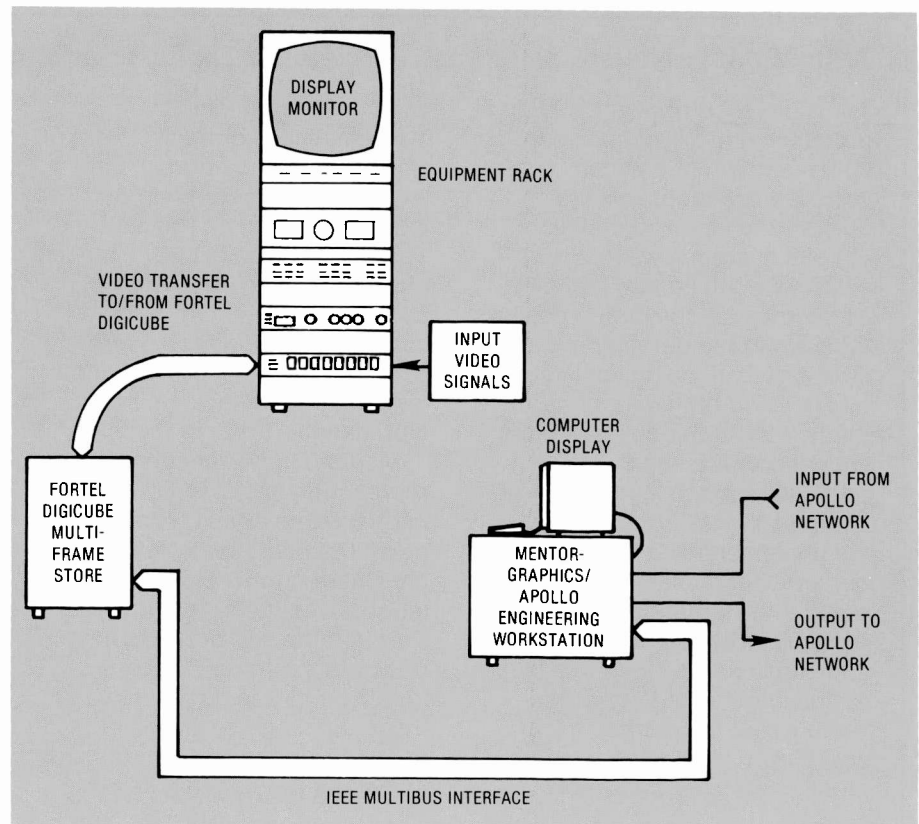 DISPLAY
MONITOR
EQUIPMENT RACK
VIDEO TRANSFER
TO/FROM FORTEL
DIGICUBE
INPUT
VIDEO
SIGNALS
COMPUTER
DISPLAY
FORTEL
DIGICUBE
MULTI-
FRAME
STORE
MENTOR-
GRAPHICS/
APOLLO
ENGINEERING
WORKSTATION
INPUT FROM
APOLLO
NETWORK
OUTPUT TO
APOLLO
NETWORK
IEEE MULTIBUS INTERFACE